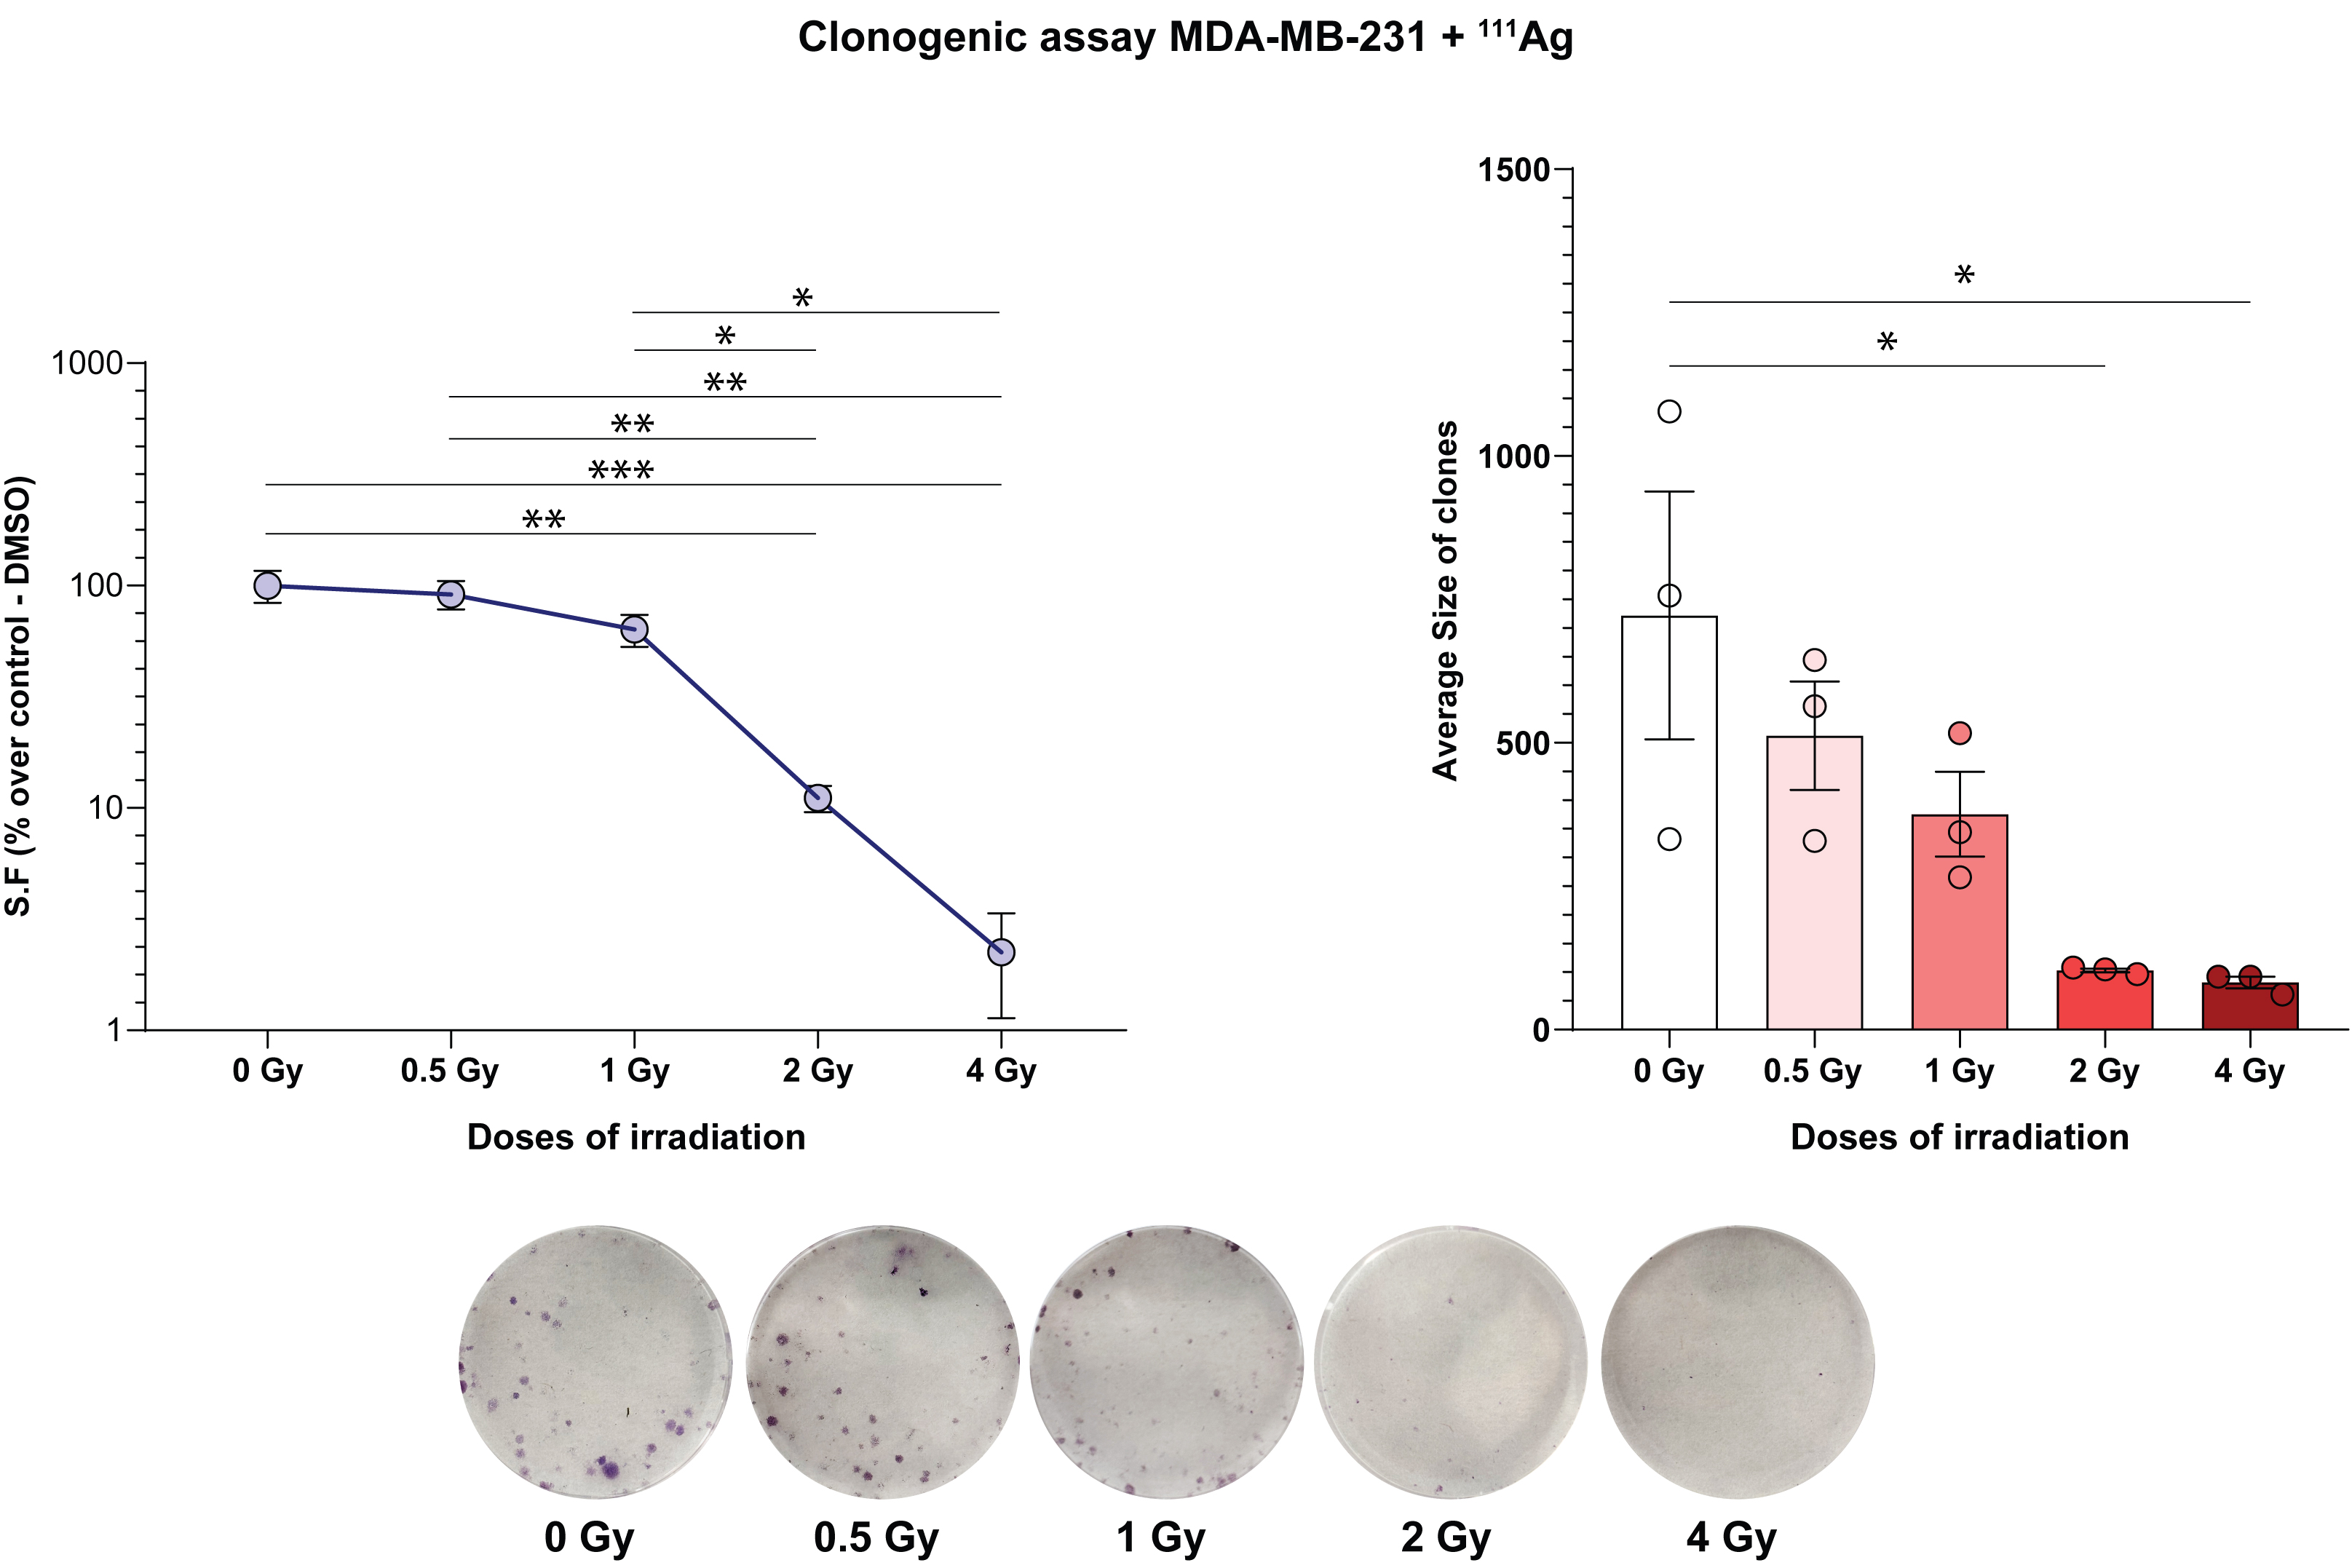 Clonogenic assay MDA-MB-231 + ¹¹¹Ag
S.F (% over control - DMSO)
1000
100
10
1
*
*
**
**
***
**
0 Gy 0.5 Gy 1 Gy 2 Gy 4 Gy
Doses of irradiation
Average Size of clones
1500
1000
500
0
*
*
0 Gy 0.5 Gy 1 Gy 2 Gy 4 Gy
Doses of irradiation
0 Gy 0.5 Gy 1 Gy 2 Gy 4 Gy